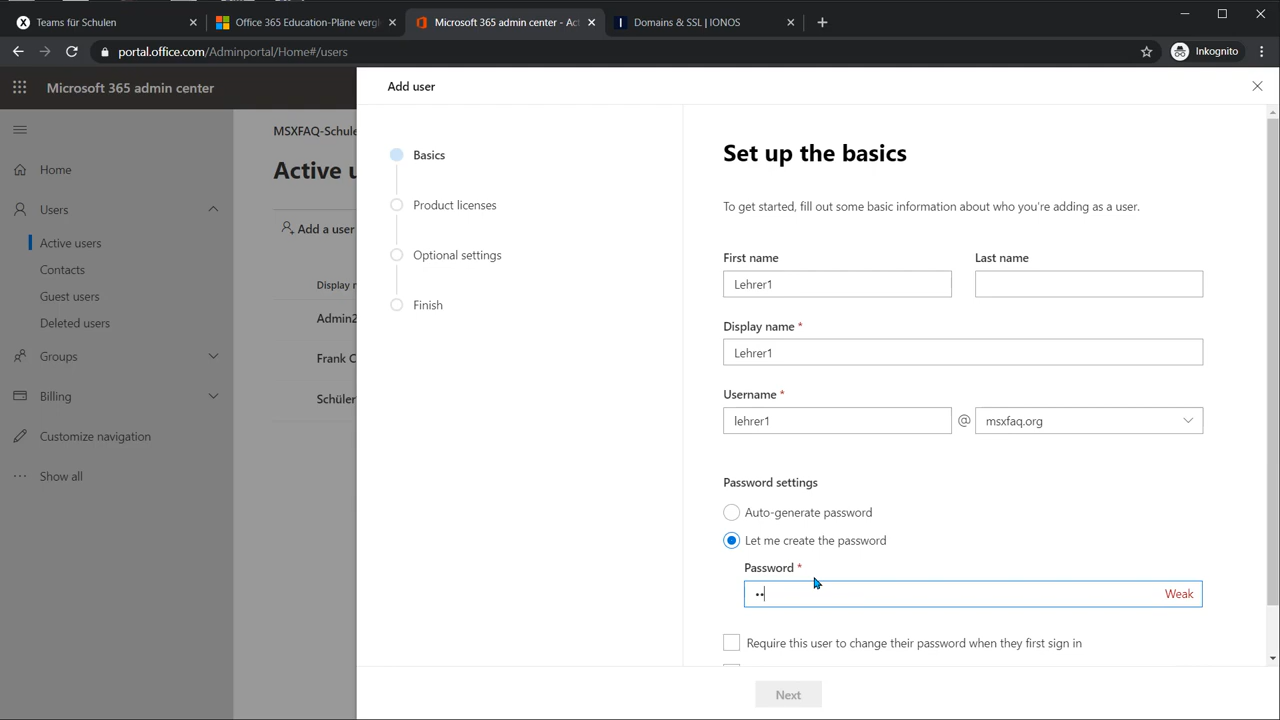 Teams für Schulen
Office 365 Education-Pläne vergl
Microsoft 365 admin center - Act
Domains & SSL | IONOS
portal.office.com/Adminportal/Home#/users
Inkognito
Microsoft 365 admin center
Home
Users
Active users
Contacts
Guest users
Deleted users
Groups
Billing
Customize navigation
Show all
MSXFAQ-Schule
Active u
Add a user
Display n
Admin2
Frank C
Schüler
Add user
Basics
Product licenses
Optional settings
Finish
Set up the basics
To get started, fill out some basic information about who you're adding as a user.
First name
Last name
Lehrer1
Display name *
Lehrer1
Username *
lehrer1 @ msxfaq.org
Password settings
Auto-generate password
Let me create the password
Password *
•• Weak
Require this user to change their password when they first sign in
Next